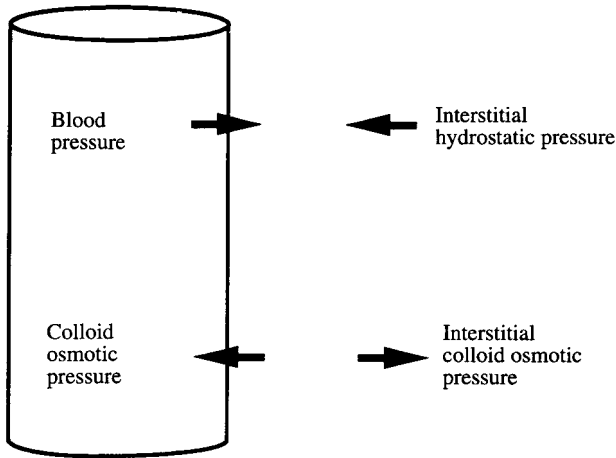 Blood
pressure
Interstitial
hydrostatic pressure
Colloid
osmotic
pressure
Interstitial
colloid osmotic
pressure